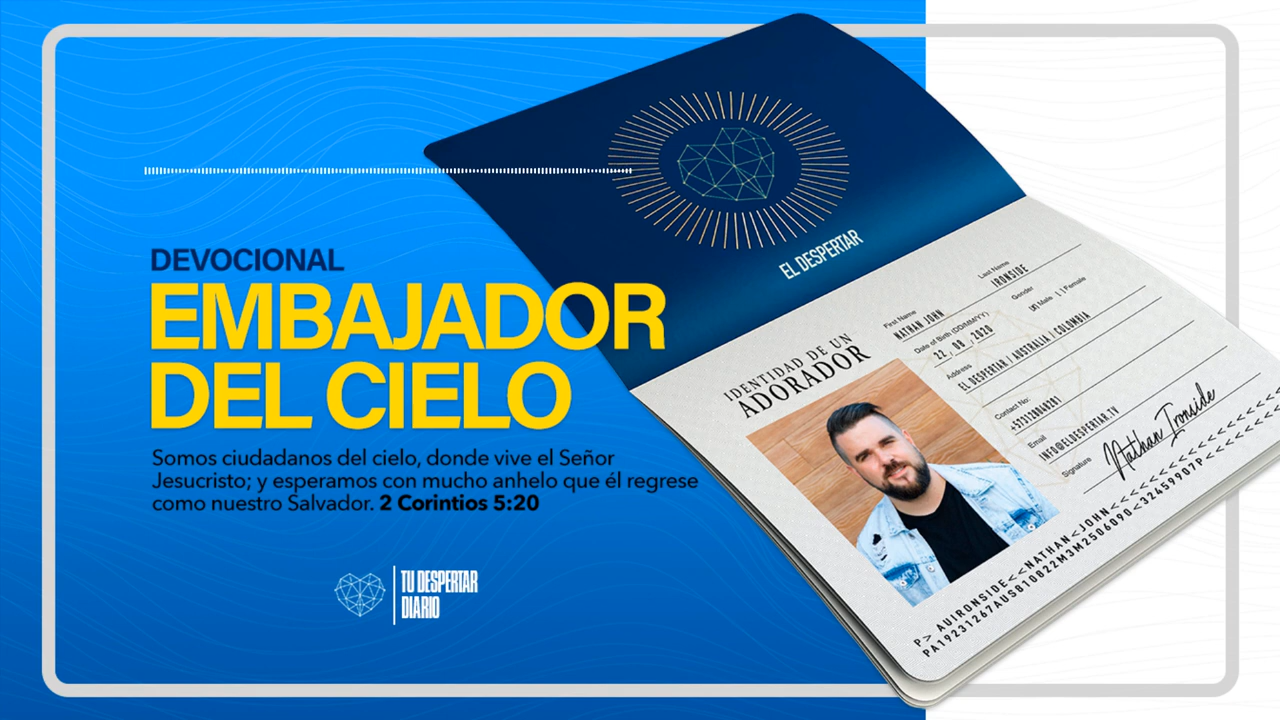 DEVOCIONAL
EMBAJADOR
DEL CIELO
Somos ciudadanos del cielo, donde vive el Señor
Jesucristo; y esperamos con mucho anhelo que él regrese
como nuestro Salvador. 2 Corintios 5:20
TU DESPERTAR
DIARIO
EL DESPERTAR
IDENTIDAD DE UN
ADORADOR
First Name
NATHAN JOHN
Last Name
IRONSIDE
Date of Birth (DD/MM/YY)
22 / 08 / 2020
Gender
(X) Male ( ) Female
Address
EL DESPERTAR | AUSTRALIA | COLOMBIA
Contact No:
Email
INFO@ELDESPERTAR.TV
Signature
Nathan Ironside